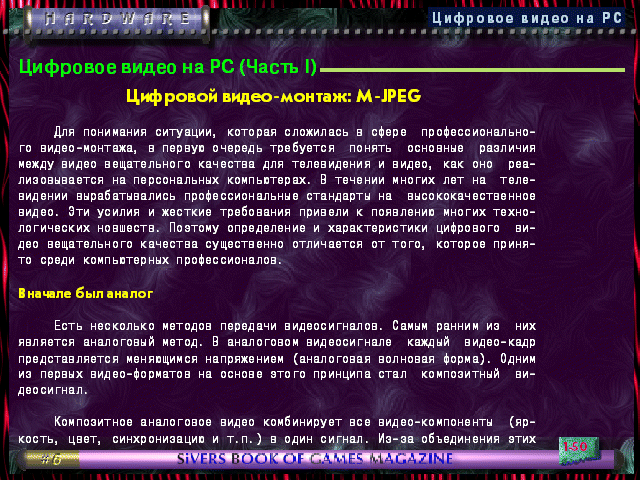 HARDWARE
Цифровое видео на PC
Цифровое видео на PC (Часть I)
Цифровой видео-монтаж: M-JPEG
Для понимания ситуации, которая сложилась в сфере профессионально-
го видео-монтажа, в первую очередь требуется понять основные различия
между видео вещательного качества для телевидения и видео, как оно реа-
лизовывается на персональных компьютерах. В течении многих лет на теле-
видении вырабатывались профессиональные стандарты на высококачественное
видео. Эти усилия и жесткие требования привели к появлению многих техно-
логических новшеств. Поэтому определение и характеристики цифрового ви-
део вещательного качества существенно отличается от того, которое приня-
то среди компьютерных профессионалов.
Вначале был аналог
Есть несколько методов передачи видеосигналов. Самым ранним из них
является аналоговый метод. В аналоговом видеосигнале каждый видео-кадр
представляется меняющимся напряжением (аналоговая волновая форма). Одним
из первых видео-форматов на основе этого принципа стал композитный ви-
деосигнал.
Композитное аналоговое видео комбинирует все видео-компоненты (яр-
кость, цвет, синхронизацию и т.п.) в один сигнал. Из-за объединения этих
#6
SiVERS BOOK OF GAMES MAGAZINE
1-50